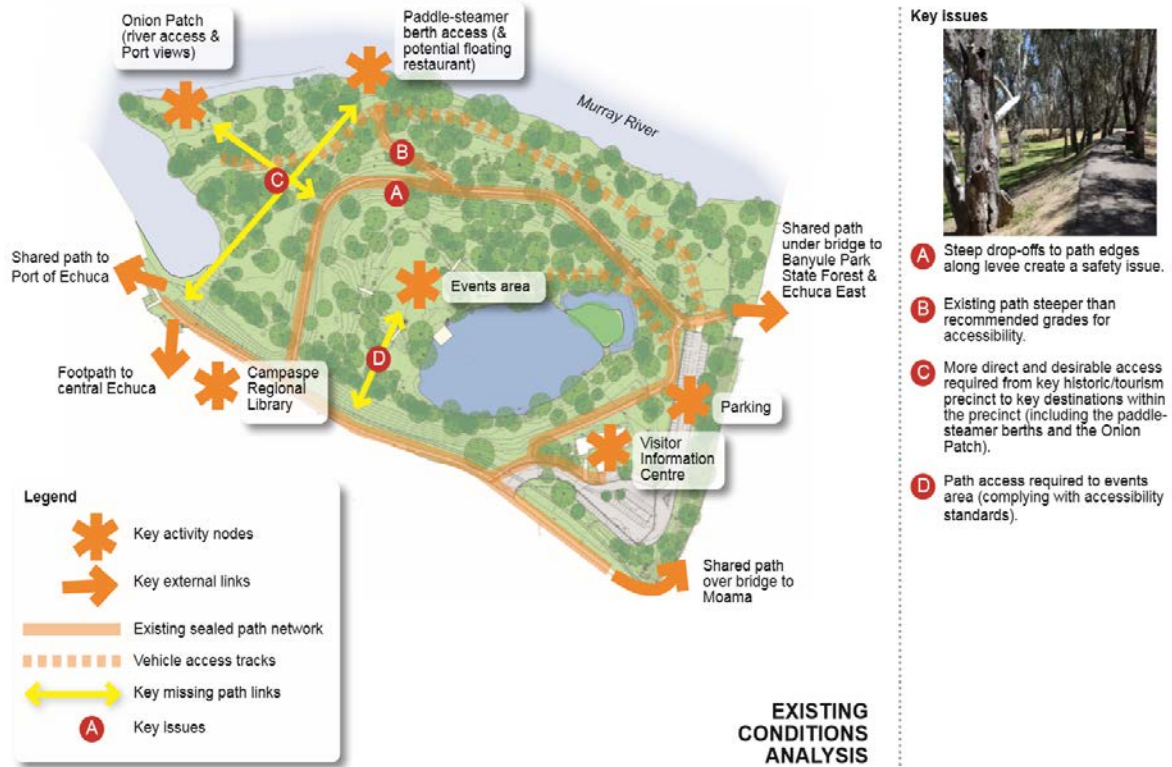 Onion Patch
(river access &
Port views)
Paddle-steamer
berth access (&
potential floating
restaurant)
Murray River
B
A
C
Shared path to
Port of Echuca
Events area
Shared path
under bridge to
Banyule Park
State Forest &
Echuca East
D
Footpath to
central Echuca
Campaspe
Regional
Library
Parking
Visitor
Information
Centre
Shared path
over bridge to
Moama
Legend
Key activity nodes
Key external links
Existing sealed path network
Vehicle access tracks
Key missing path links
A Key issues
EXISTING
CONDITIONS
ANALYSIS
Key issues
A Steep drop-offs to path edges
along levee create a safety issue.
B Existing path steeper than
recommended grades for
accessibility.
C More direct and desirable access
required from key historic/tourism
precinct to key destinations within
the precinct (including the paddle-
steamer berths and the Onion
Patch).
D Path access required to events
area (complying with accessibility
standards).